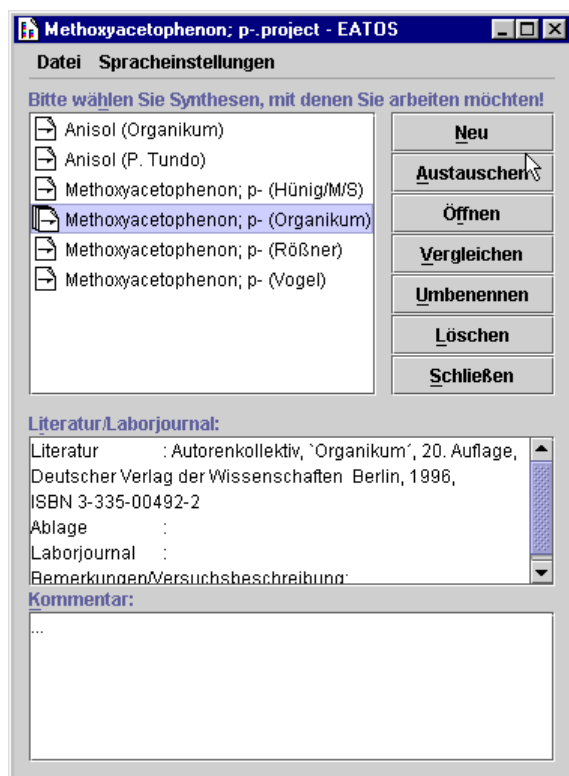 Methoxyacetophenon; p-.project - EATOS
Datei Spracheinstellungen
Bitte wählen Sie Synthesen, mit denen Sie arbeiten möchten!
Anisol (Organikum)
Anisol (P. Tundo)
Methoxyacetophenon; p- (Hünig/M/S)
Methoxyacetophenon; p- (Organikum)
Methoxyacetophenon; p- (Rößner)
Methoxyacetophenon; p- (Vogel)
Neu
Austauschen
Öffnen
Vergleichen
Umbenennen
Löschen
Schließen
Literatur/Laborjournal:
Literatur : Autorenkollektiv, `Organikum´, 20. Auflage,
Deutscher Verlag der Wissenschaften Berlin, 1996,
ISBN 3-335-00492-2
Ablage :
Laborjournal :
Bemerkungen/Versuchsbeschreibung:
Kommentar:
...